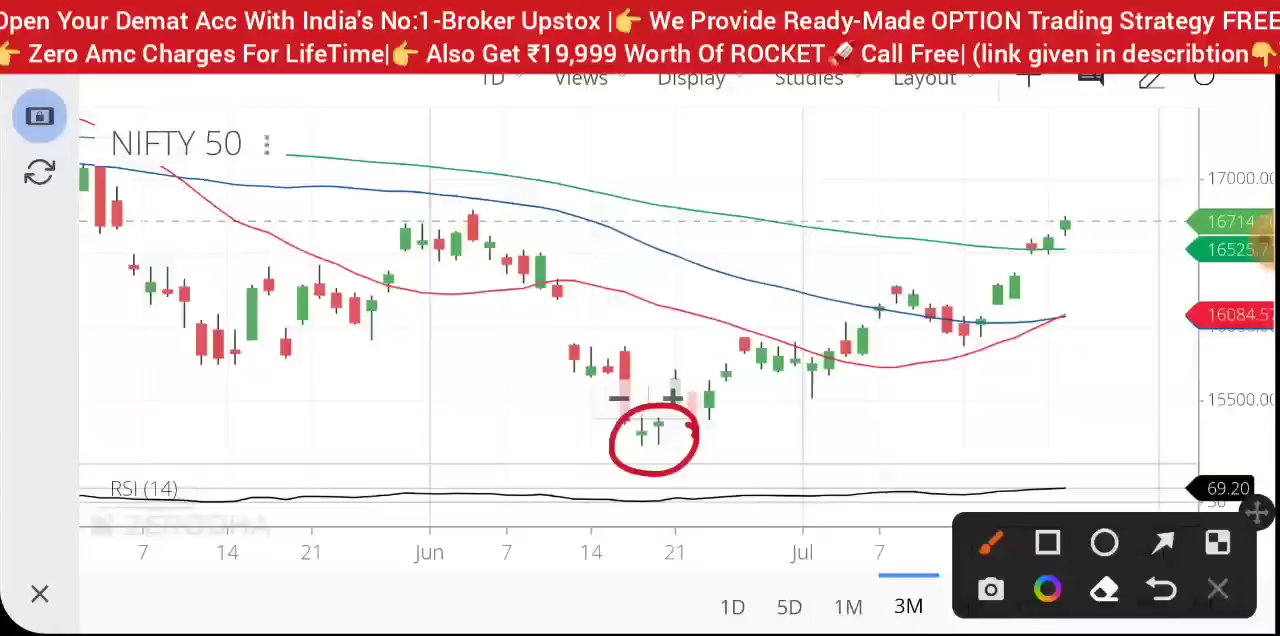 Open Your Demat Acc With India's No:1-Broker Upstox |👉 We Provide Ready-Made OPTION Trading Strategy FREE
👉 Zero Amc Charges For LifeTime|👉 Also Get ₹19,999 Worth Of ROCKET🚀 Call Free| (link given in describtion👇
1D Views Display Studies Layout
NIFTY 50
17000.00
16714
16525.7
16084.57
15500.00
RSI (14)
69.20
ZERODHA
7 14 21 Jun 7 14 21 Jul 7
1D 5D 1M 3M